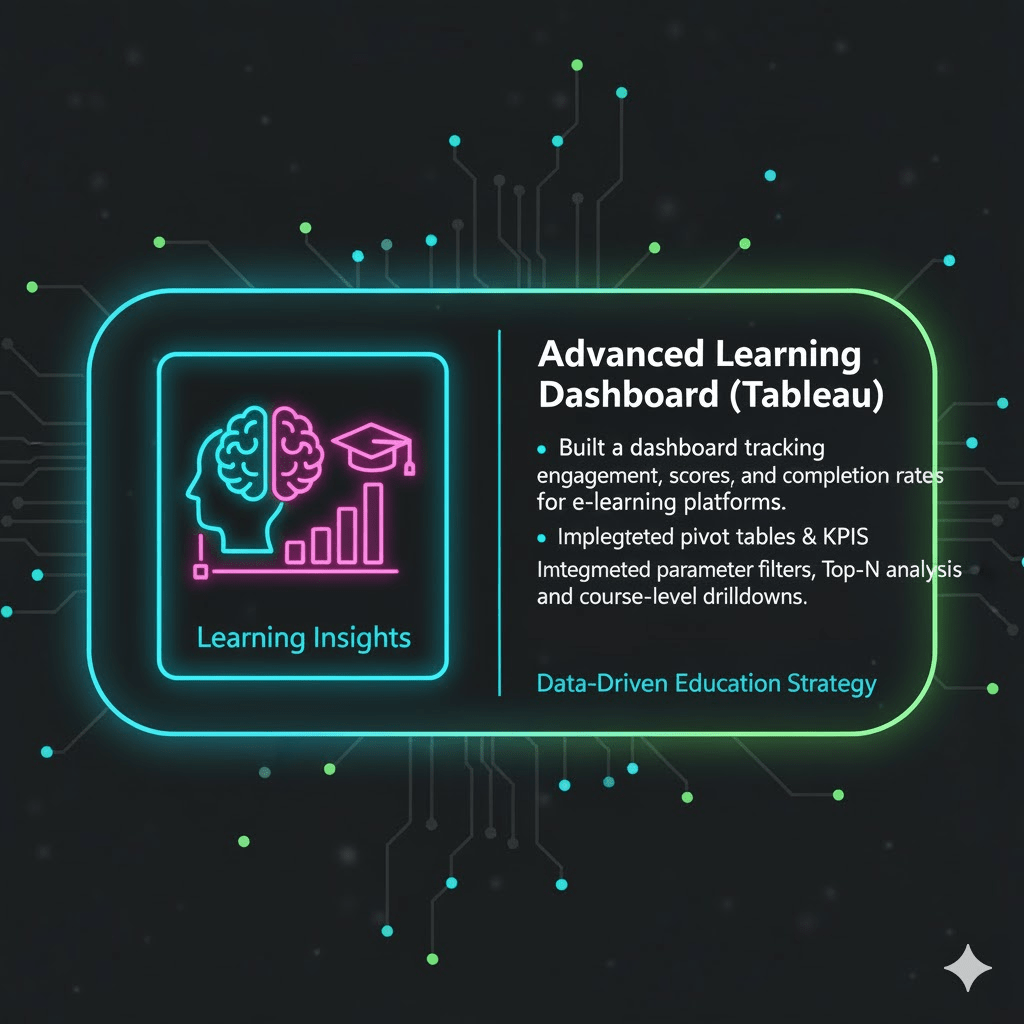 Learning Insights
Advanced Learning
Dashboard (Tableau)
• Built a dashboard tracking
engagement, scores, and completion rates
for e-learning platforms.
• Implegteted pivot tables & KPIS
Imtegmeted parameter filters, Top-N analysis
and course-level drilldowns.
Data-Driven Education Strategy